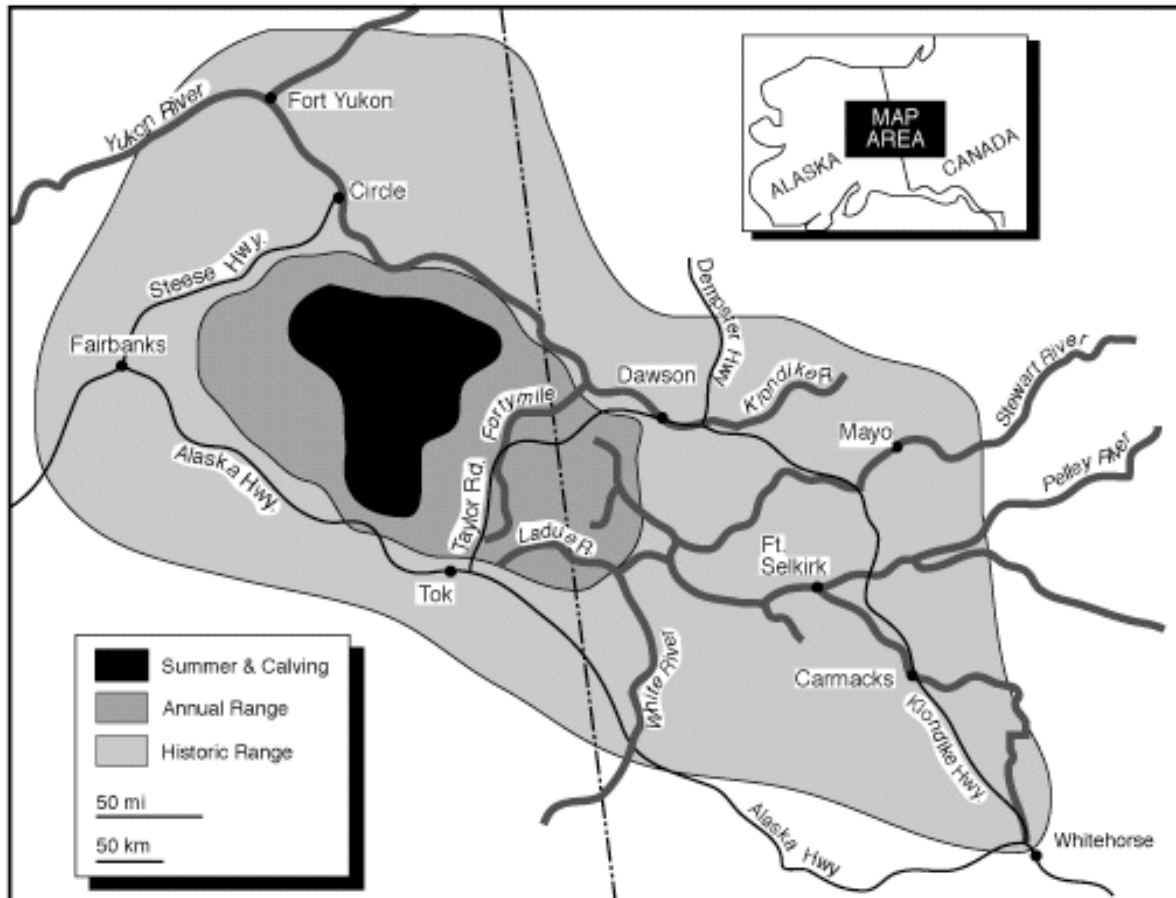 Yukon River
Fort Yukon
MAP
AREA
ALASKA
CANADA
Circle
Steese Hwy.
Dempster Hwy
Fairbanks
Dawson
Klondike R.
Stewart River
Fortymile
Mayo
Pelley River
Alaska Hwy.
Taylor Rd.
Ladue R.
Ft.
Selkirk
Tok
White River
Carmacks
Klondike Hwy.
Summer & Calving
Annual Range
Historic Range
50 mi
50 km
Alaska Hwy
Whitehorse